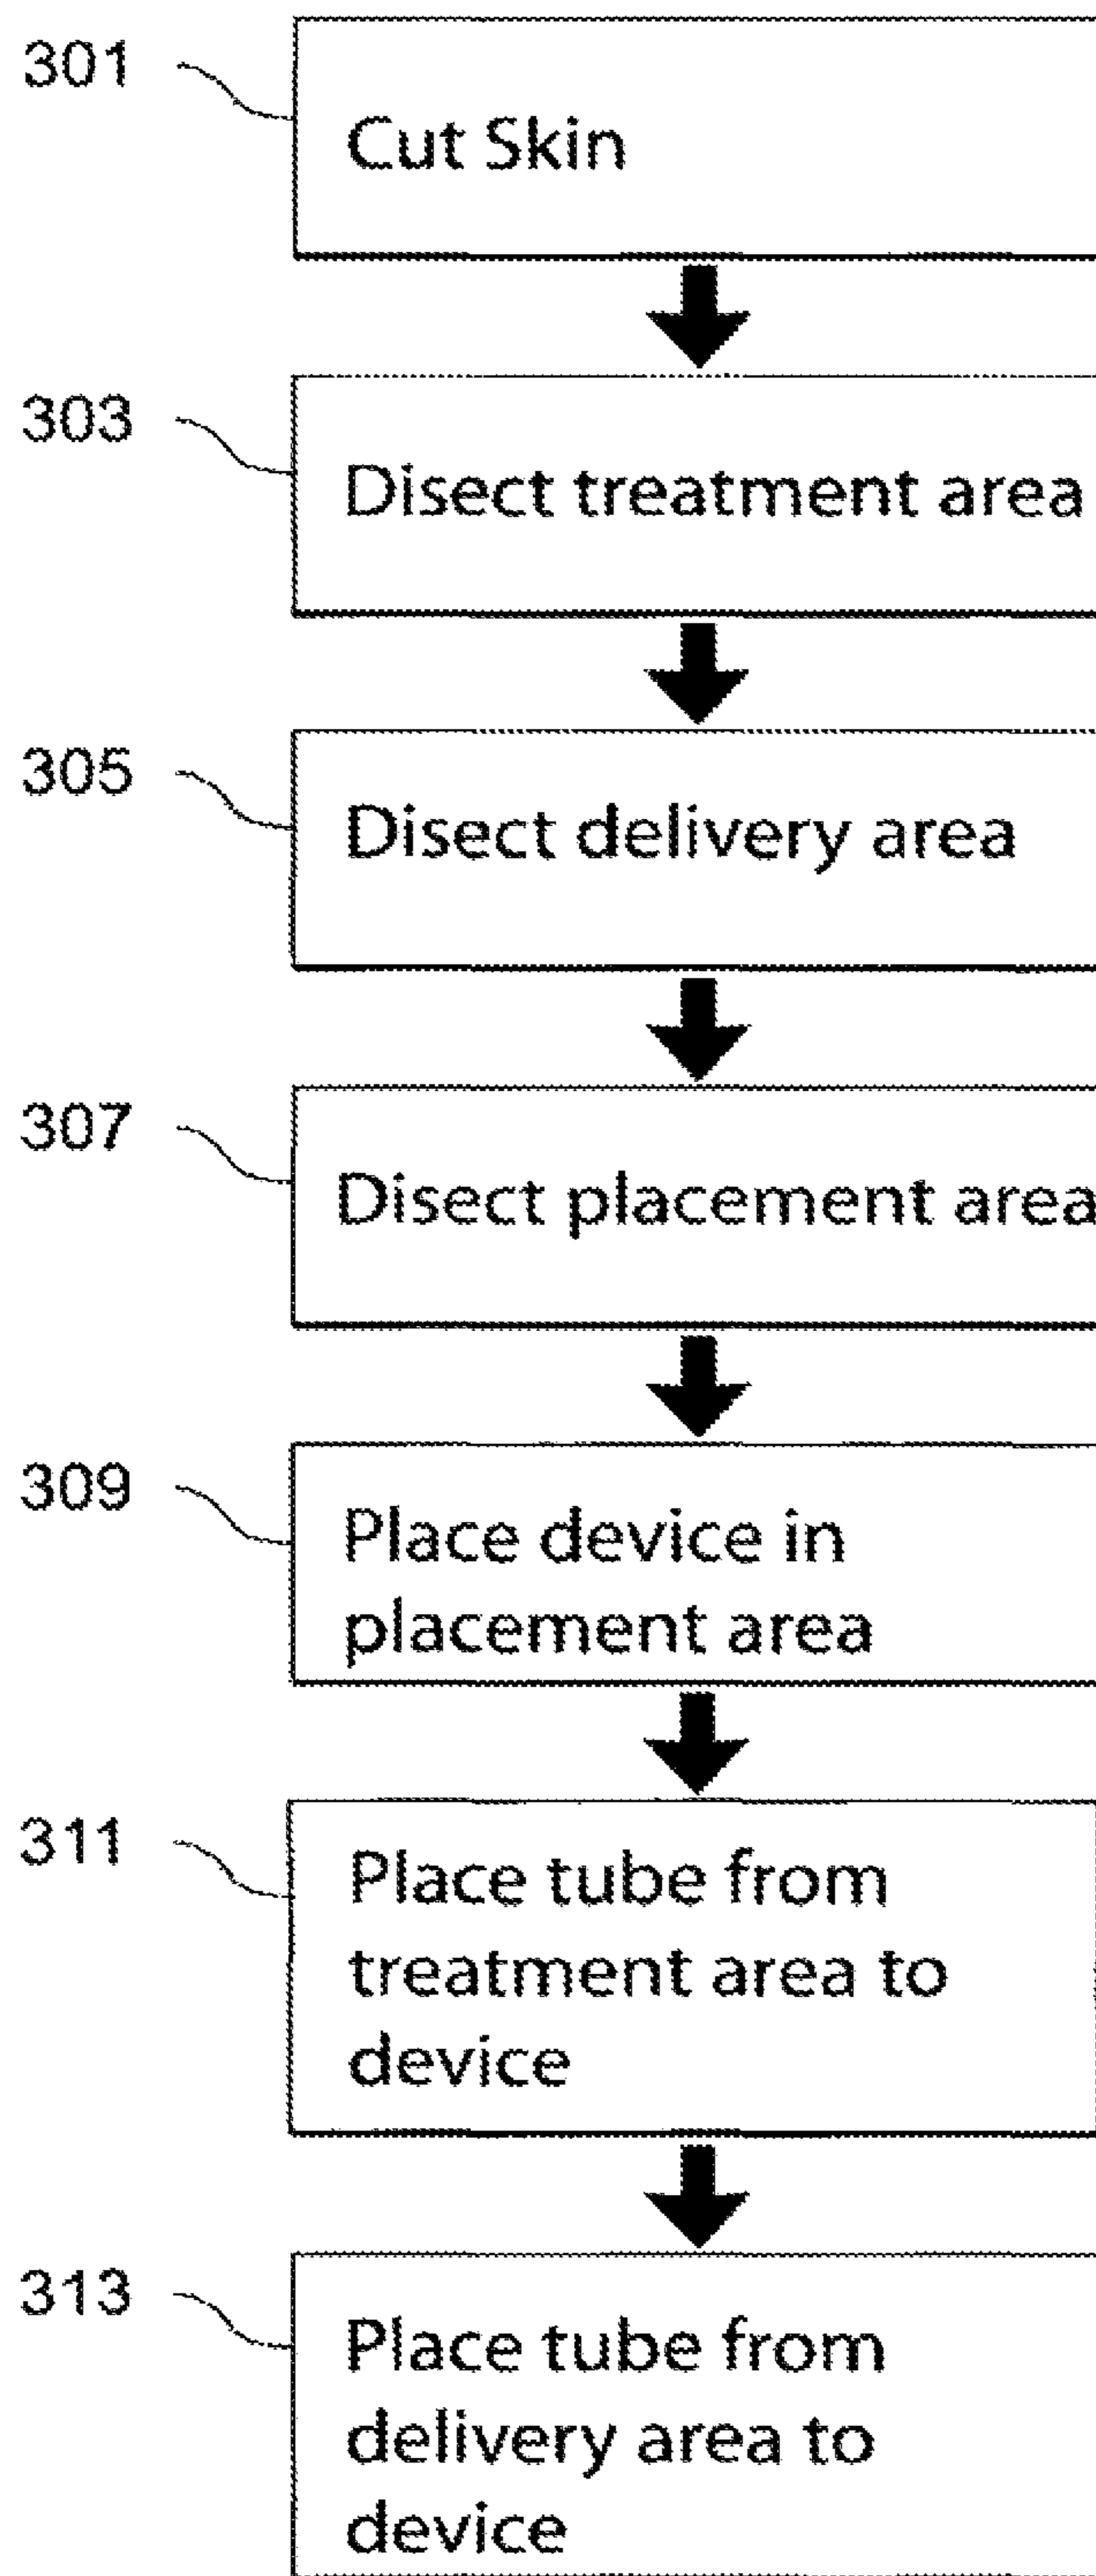 301
Cut Skin
303
Disect treatment area
305
Disect delivery area
307
Disect placement area
309
Place device in
placement area
311
Place tube from
treatment area to
device
313
Place tube from
delivery area to
device